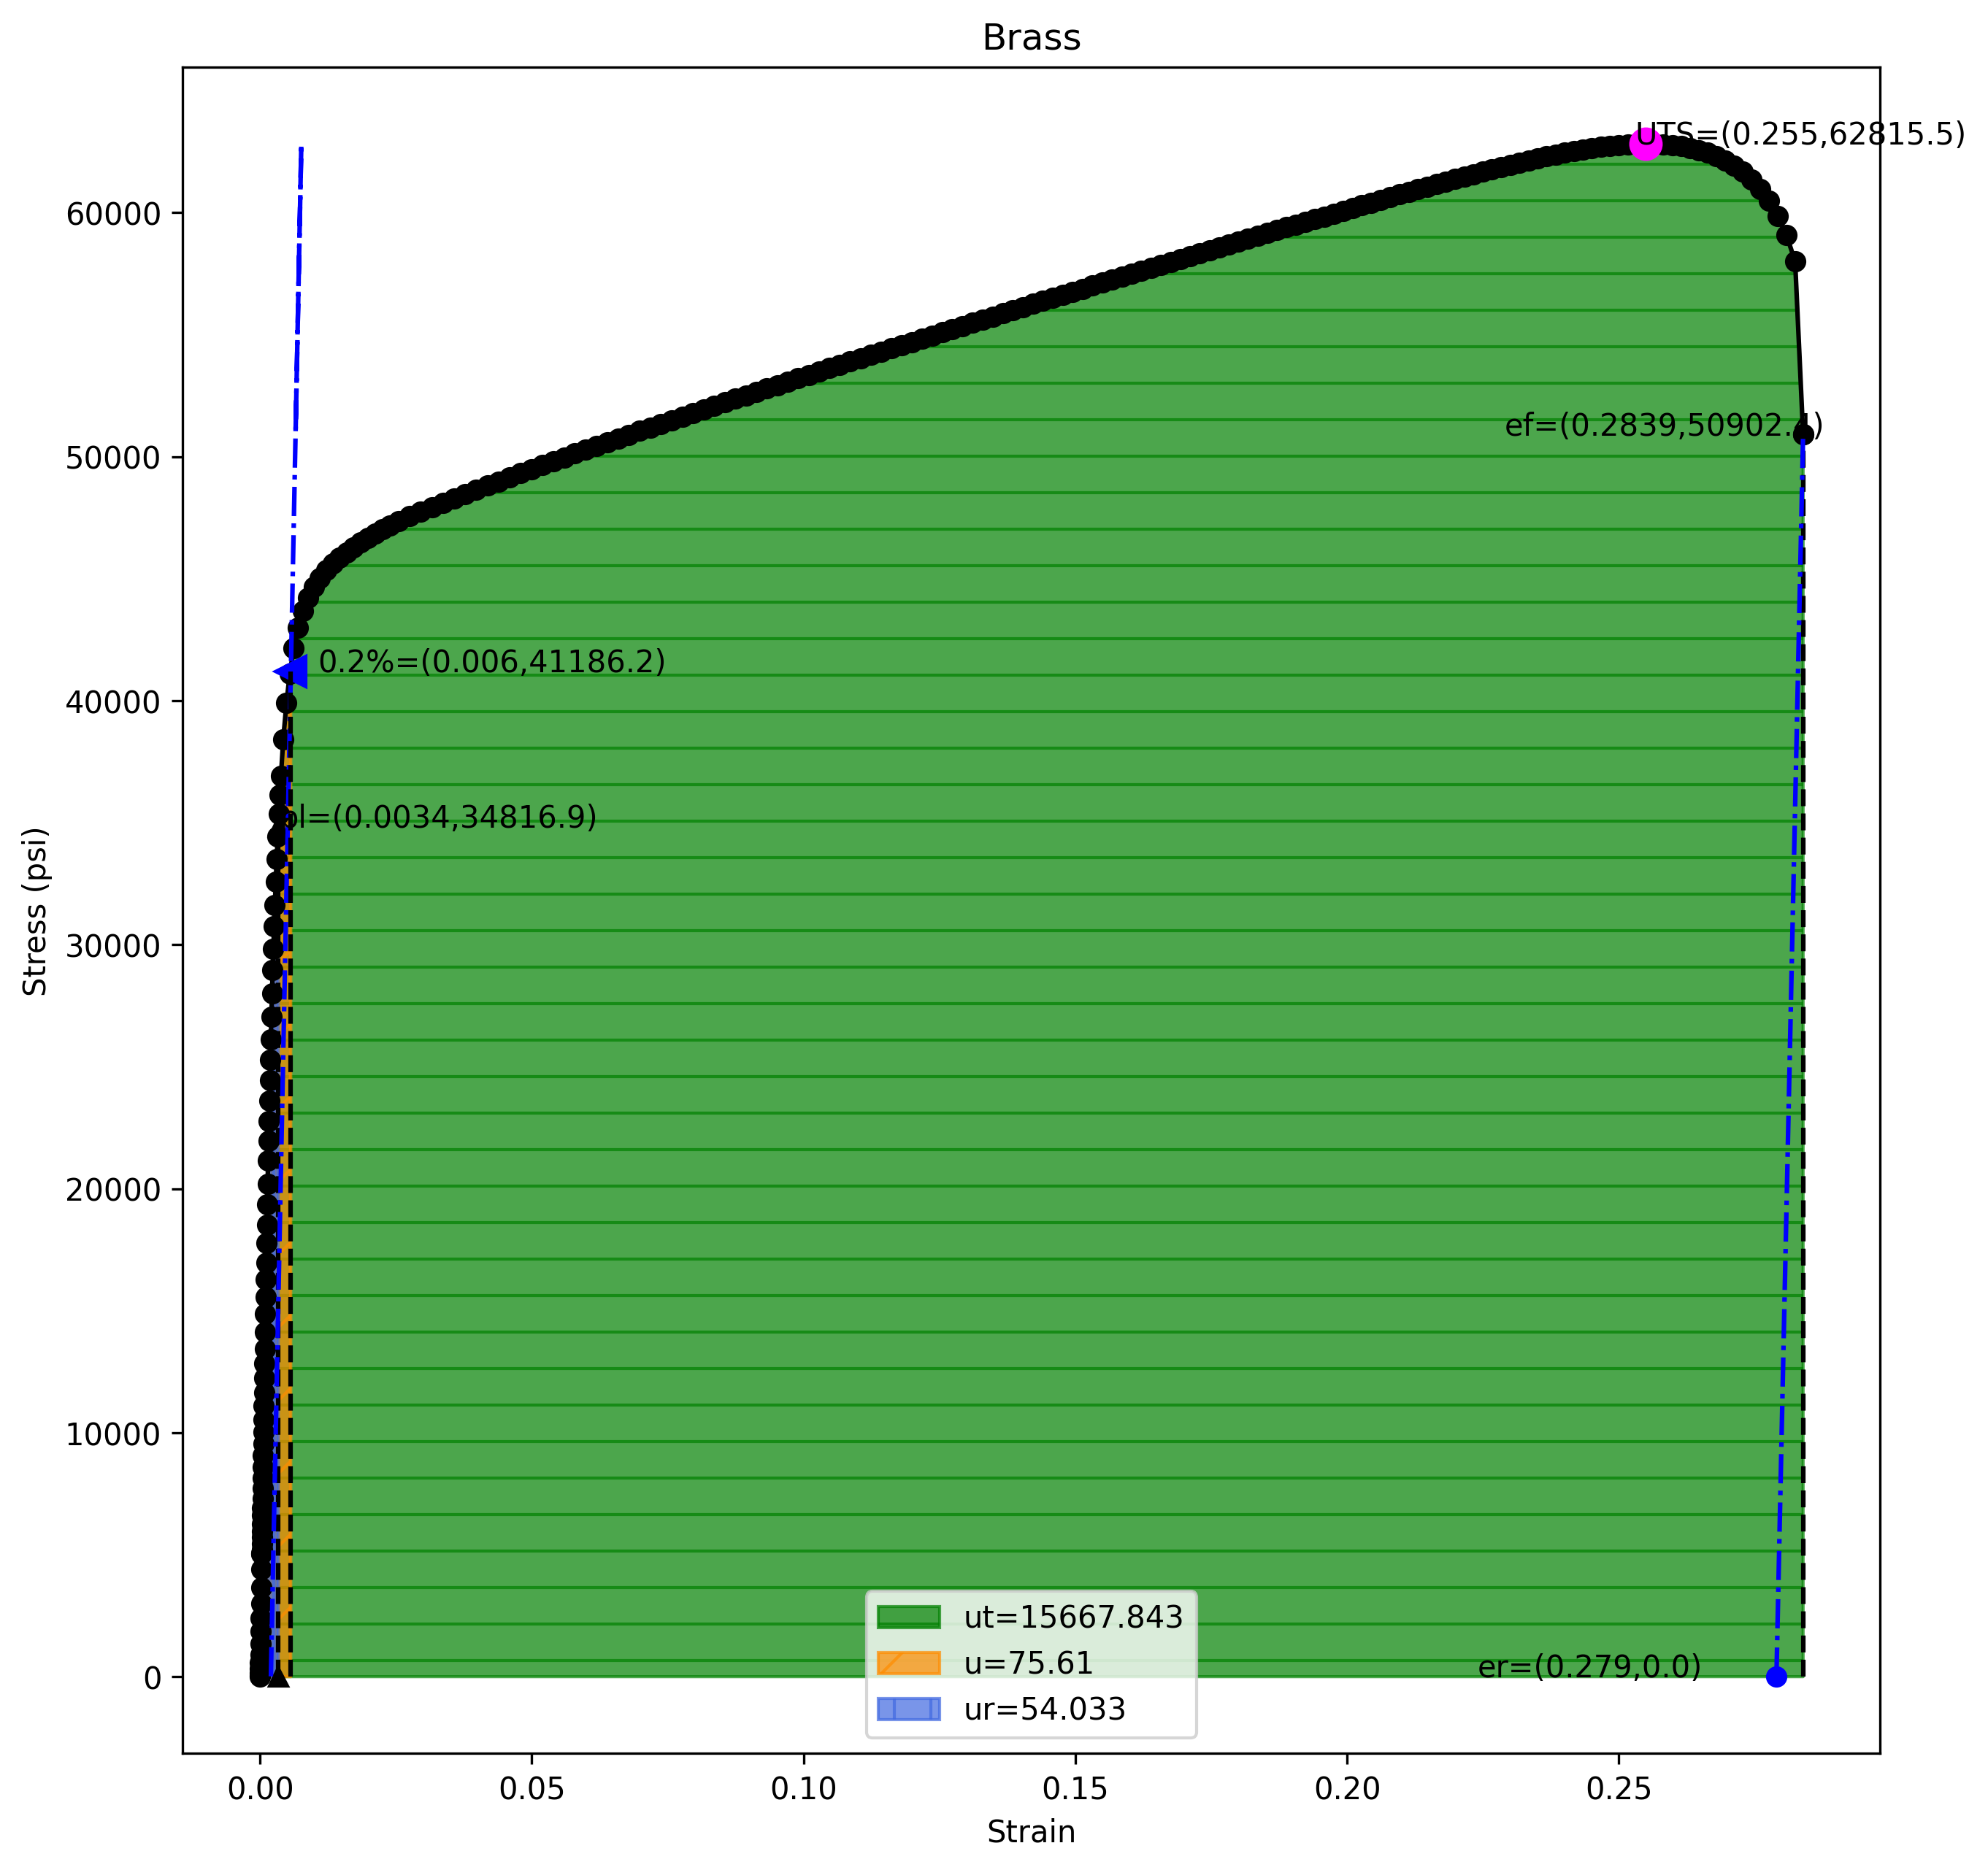 Brass
UTS=(0.255,62815.5)
60000
ef=(0.2839,50902.
50000
0.2%=(0.006,41186.2)
40000
pl=(0.0034,34816.9)
Stress (psi)
30000
20000
10000
ut=15667.843
u=75.61
er=(0.279,0.0)
0
ur=54.033
0.00 0.05 0.10 0.15 0.20 0.25
Strain